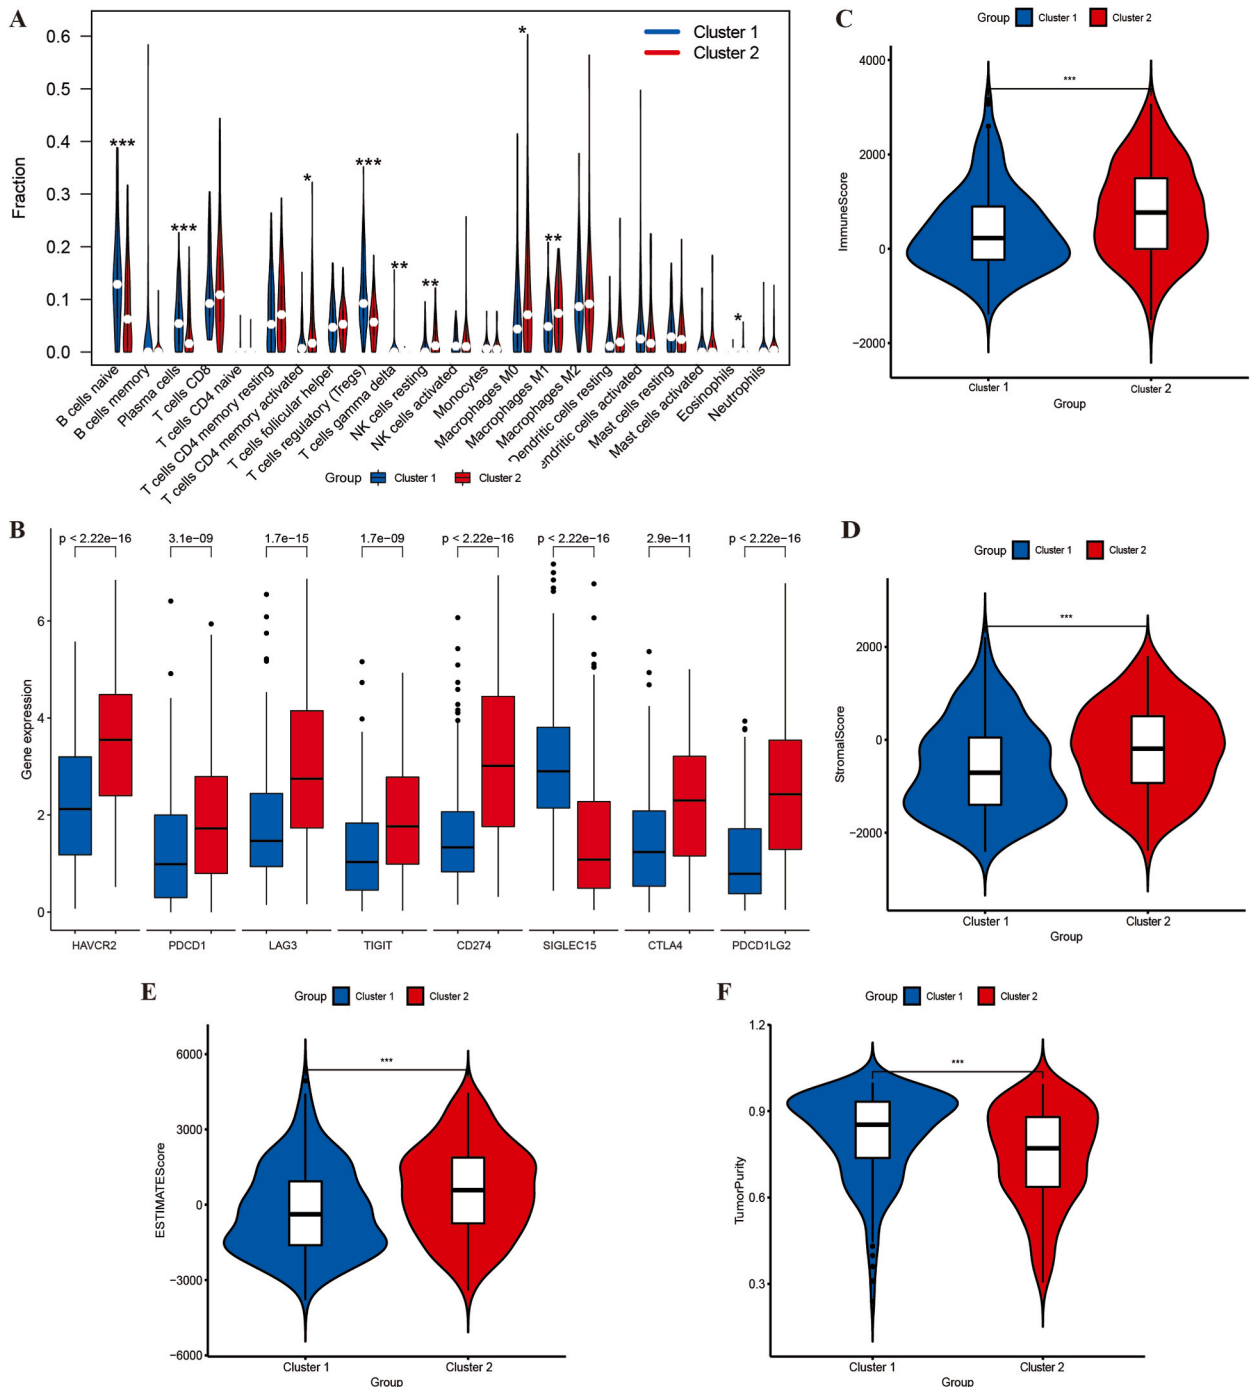 A
Cluster 1
Cluster 2
Fraction
0.6
0.5
0.4
0.3
0.2
0.1
0.0
***
***
*
***
**
**
*
**
*
B cells naive
B cells memory
Plasma cells
T cells CD8
T cells CD4 naive
T cells CD4 memory resting
T cells CD4 memory activated
T cells follicular helper
T cells regulatory (Tregs)
T cells gamma delta
NK cells resting
NK cells activated
Monocytes
Macrophages M0
Macrophages M1
Macrophages M2
Dendritic cells resting
endritic cells activated
Mast cells resting
Mast cells activated
Eosinophils
Neutrophils
Group Cluster 1 Cluster 2
B
p < 2.22e−16 3.1e−09 1.7e−15 1.7e−09 p < 2.22e−16 p < 2.22e−16 2.9e−11 p < 2.22e−16
Gene expression
6
4
2
0
HAVCR2 PDCD1 LAG3 TIGIT CD274 SIGLEC15 CTLA4 PDCD1LG2
C
Group Cluster 1 Cluster 2
***
ImmuneScore
4000
2000
0
−2000
Cluster 1 Cluster 2
Group
D
Group Cluster 1 Cluster 2
***
StromalScore
2000
0
−2000
Cluster 1 Cluster 2
Group
E
Group Cluster 1 Cluster 2
***
ESTIMATEScore
6000
3000
0
−3000
−6000
Cluster 1 Cluster 2
Group
F
Group Cluster 1 Cluster 2
***
TumorPurity
1.2
0.9
0.6
0.3
Cluster 1 Cluster 2
Group